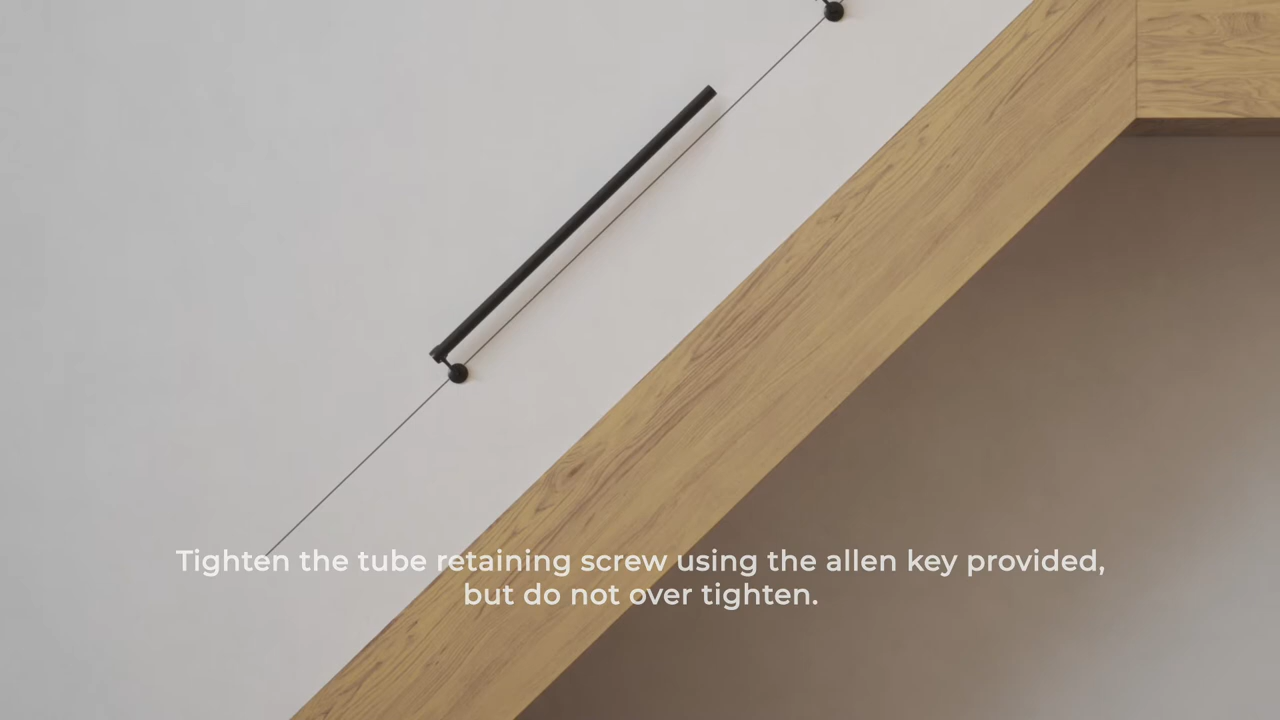 Tighten the tube retaining screw using the allen key provided,
but do not over tighten.